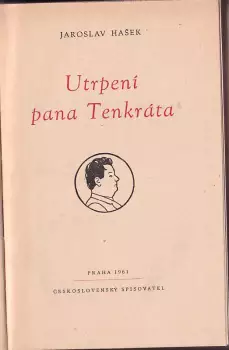 JAROSLAV HAŠEK
Utrpení
pana Tenkráta
PRAHA 1961
ČESKOSLOVENSKÝ SPISOVATEL